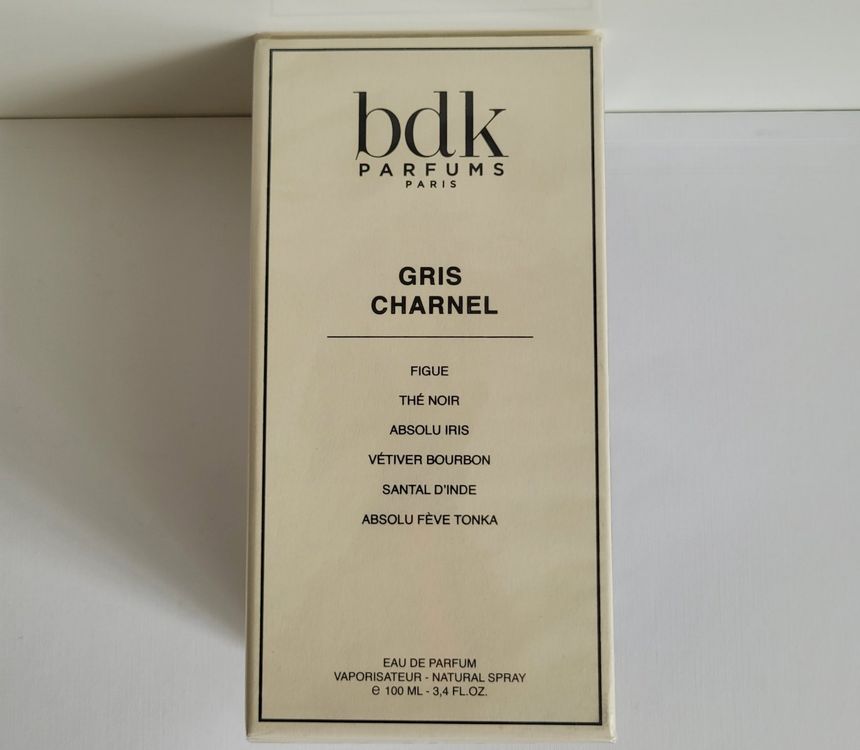 bdk
PARFUMS
PARIS
GRIS
CHARNEL
FIGUE
THÉ NOIR
ABSOLU IRIS
VÉTIVER BOURBON
SANTAL D'INDE
ABSOLU FÈVE TONKA
EAU DE PARFUM
VAPORISATEUR - NATURAL SPRAY
℮ 100 ML - 3,4 FL.OZ.